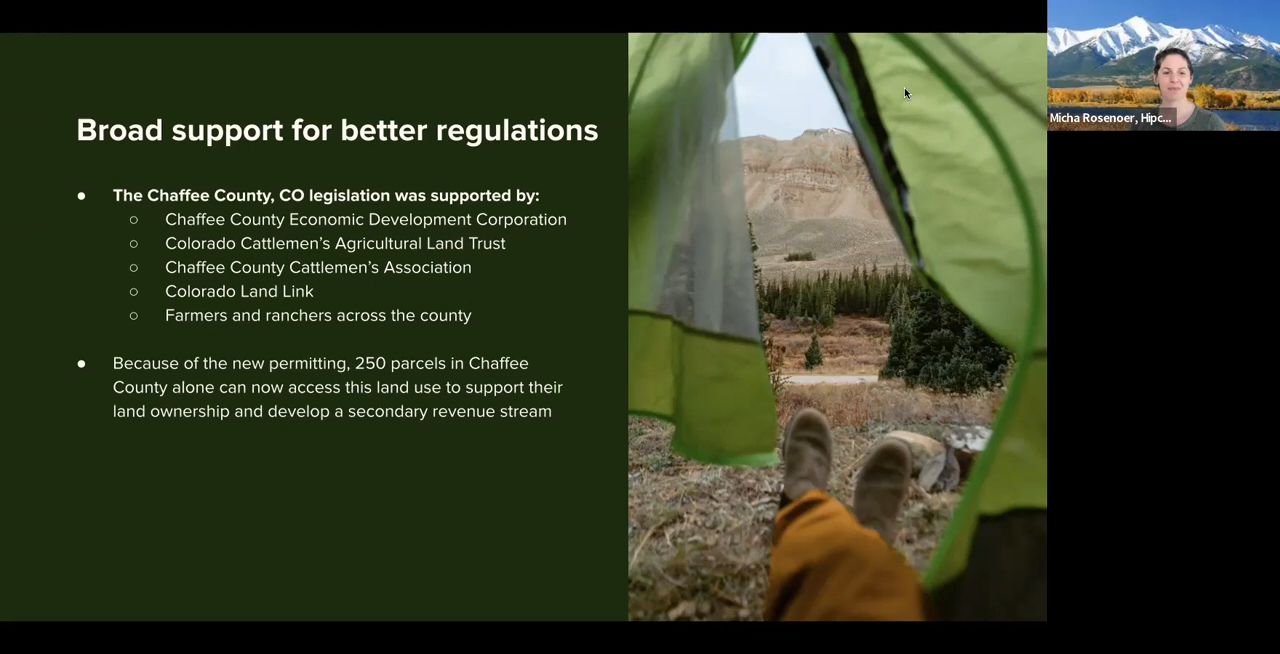 Broad support for better regulations
● The Chaffee County, CO legislation was supported by:
○ Chaffee County Economic Development Corporation
○ Colorado Cattlemen’s Agricultural Land Trust
○ Chaffee County Cattlemen’s Association
○ Colorado Land Link
○ Farmers and ranchers across the county
● Because of the new permitting, 250 parcels in Chaffee
County alone can now access this land use to support their
land ownership and develop a secondary revenue stream
Micha Rosenoer, Hipc...